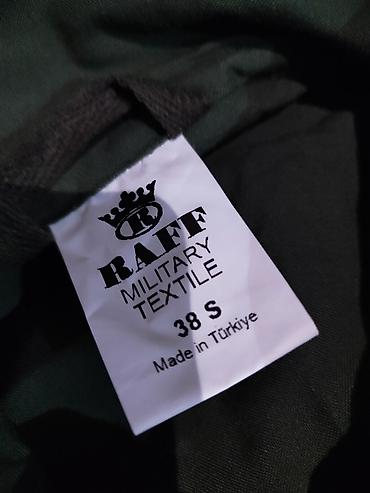 R
RAFF
MILITARY
TEXTILE
38 S
Made in Türkiye